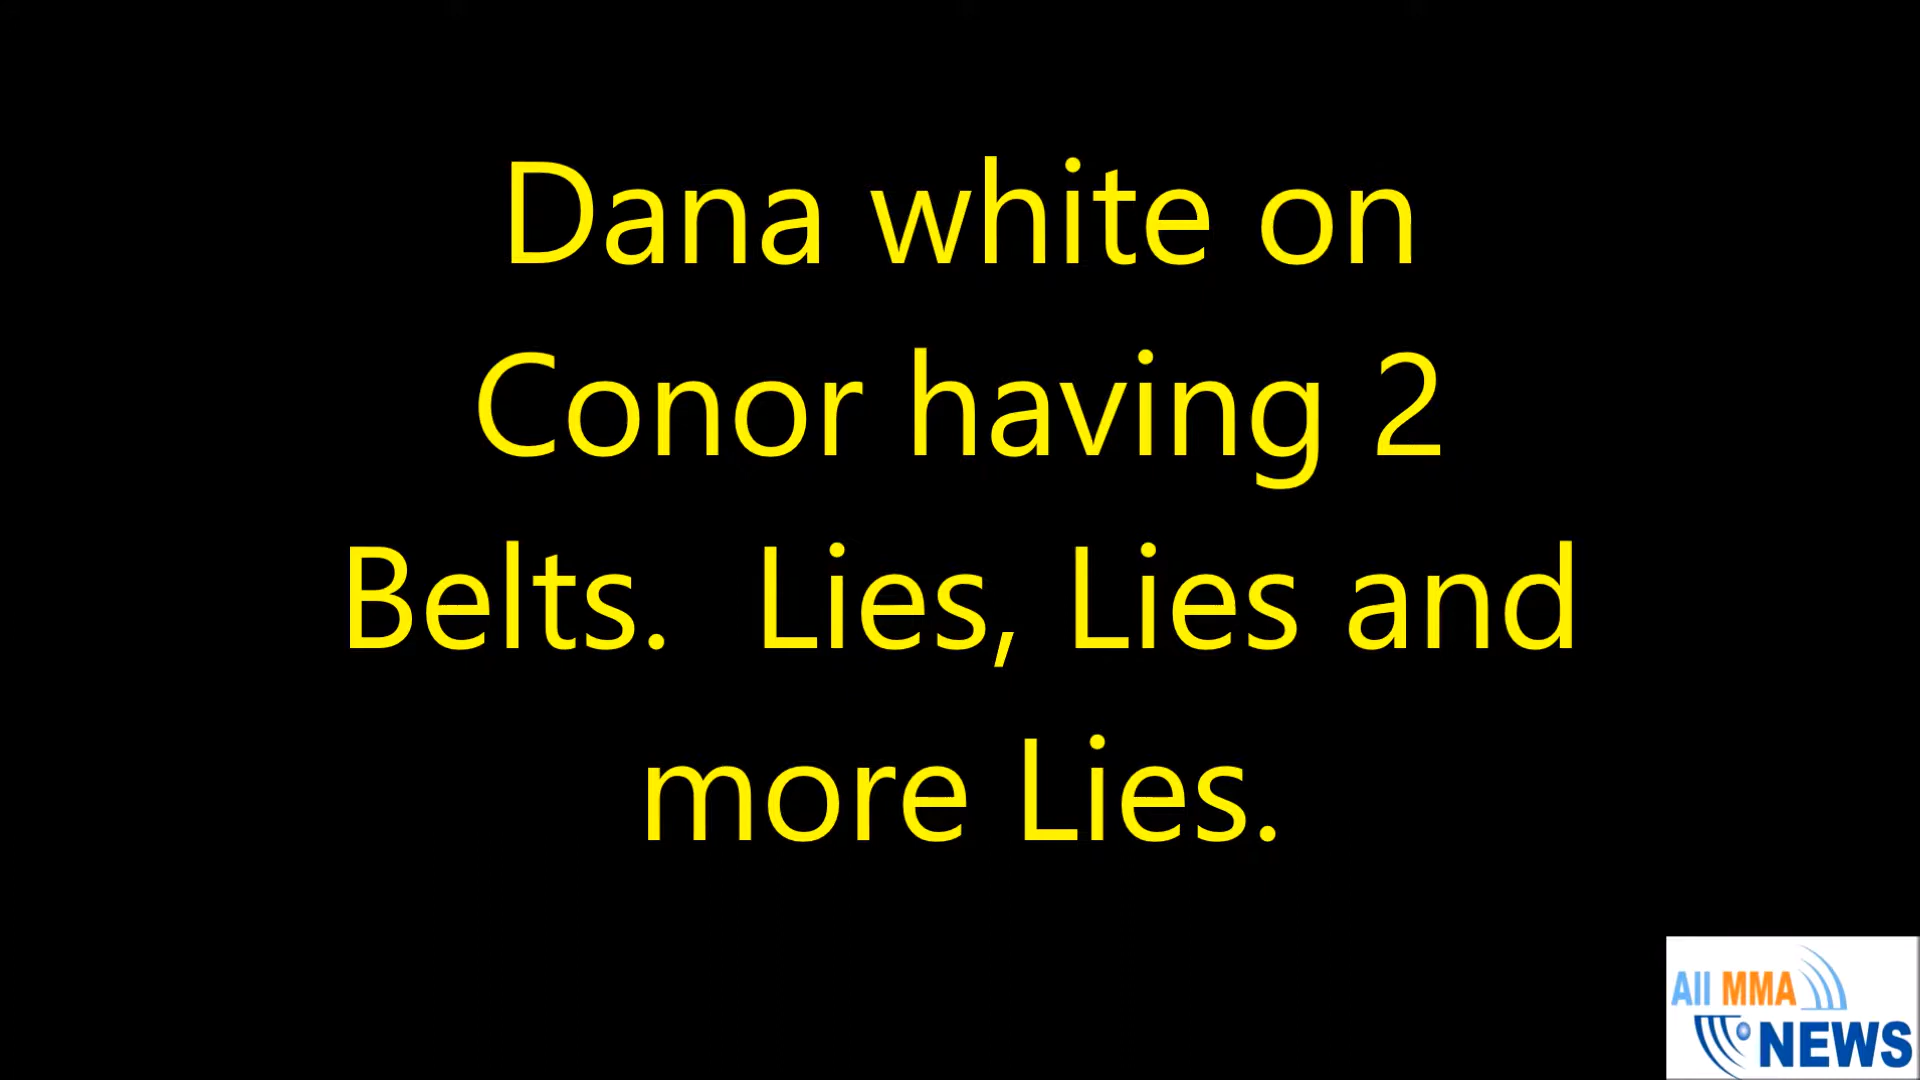 Dana white on
Conor having 2
Belts.  Lies, Lies and
more Lies.
All MMA
NEWS